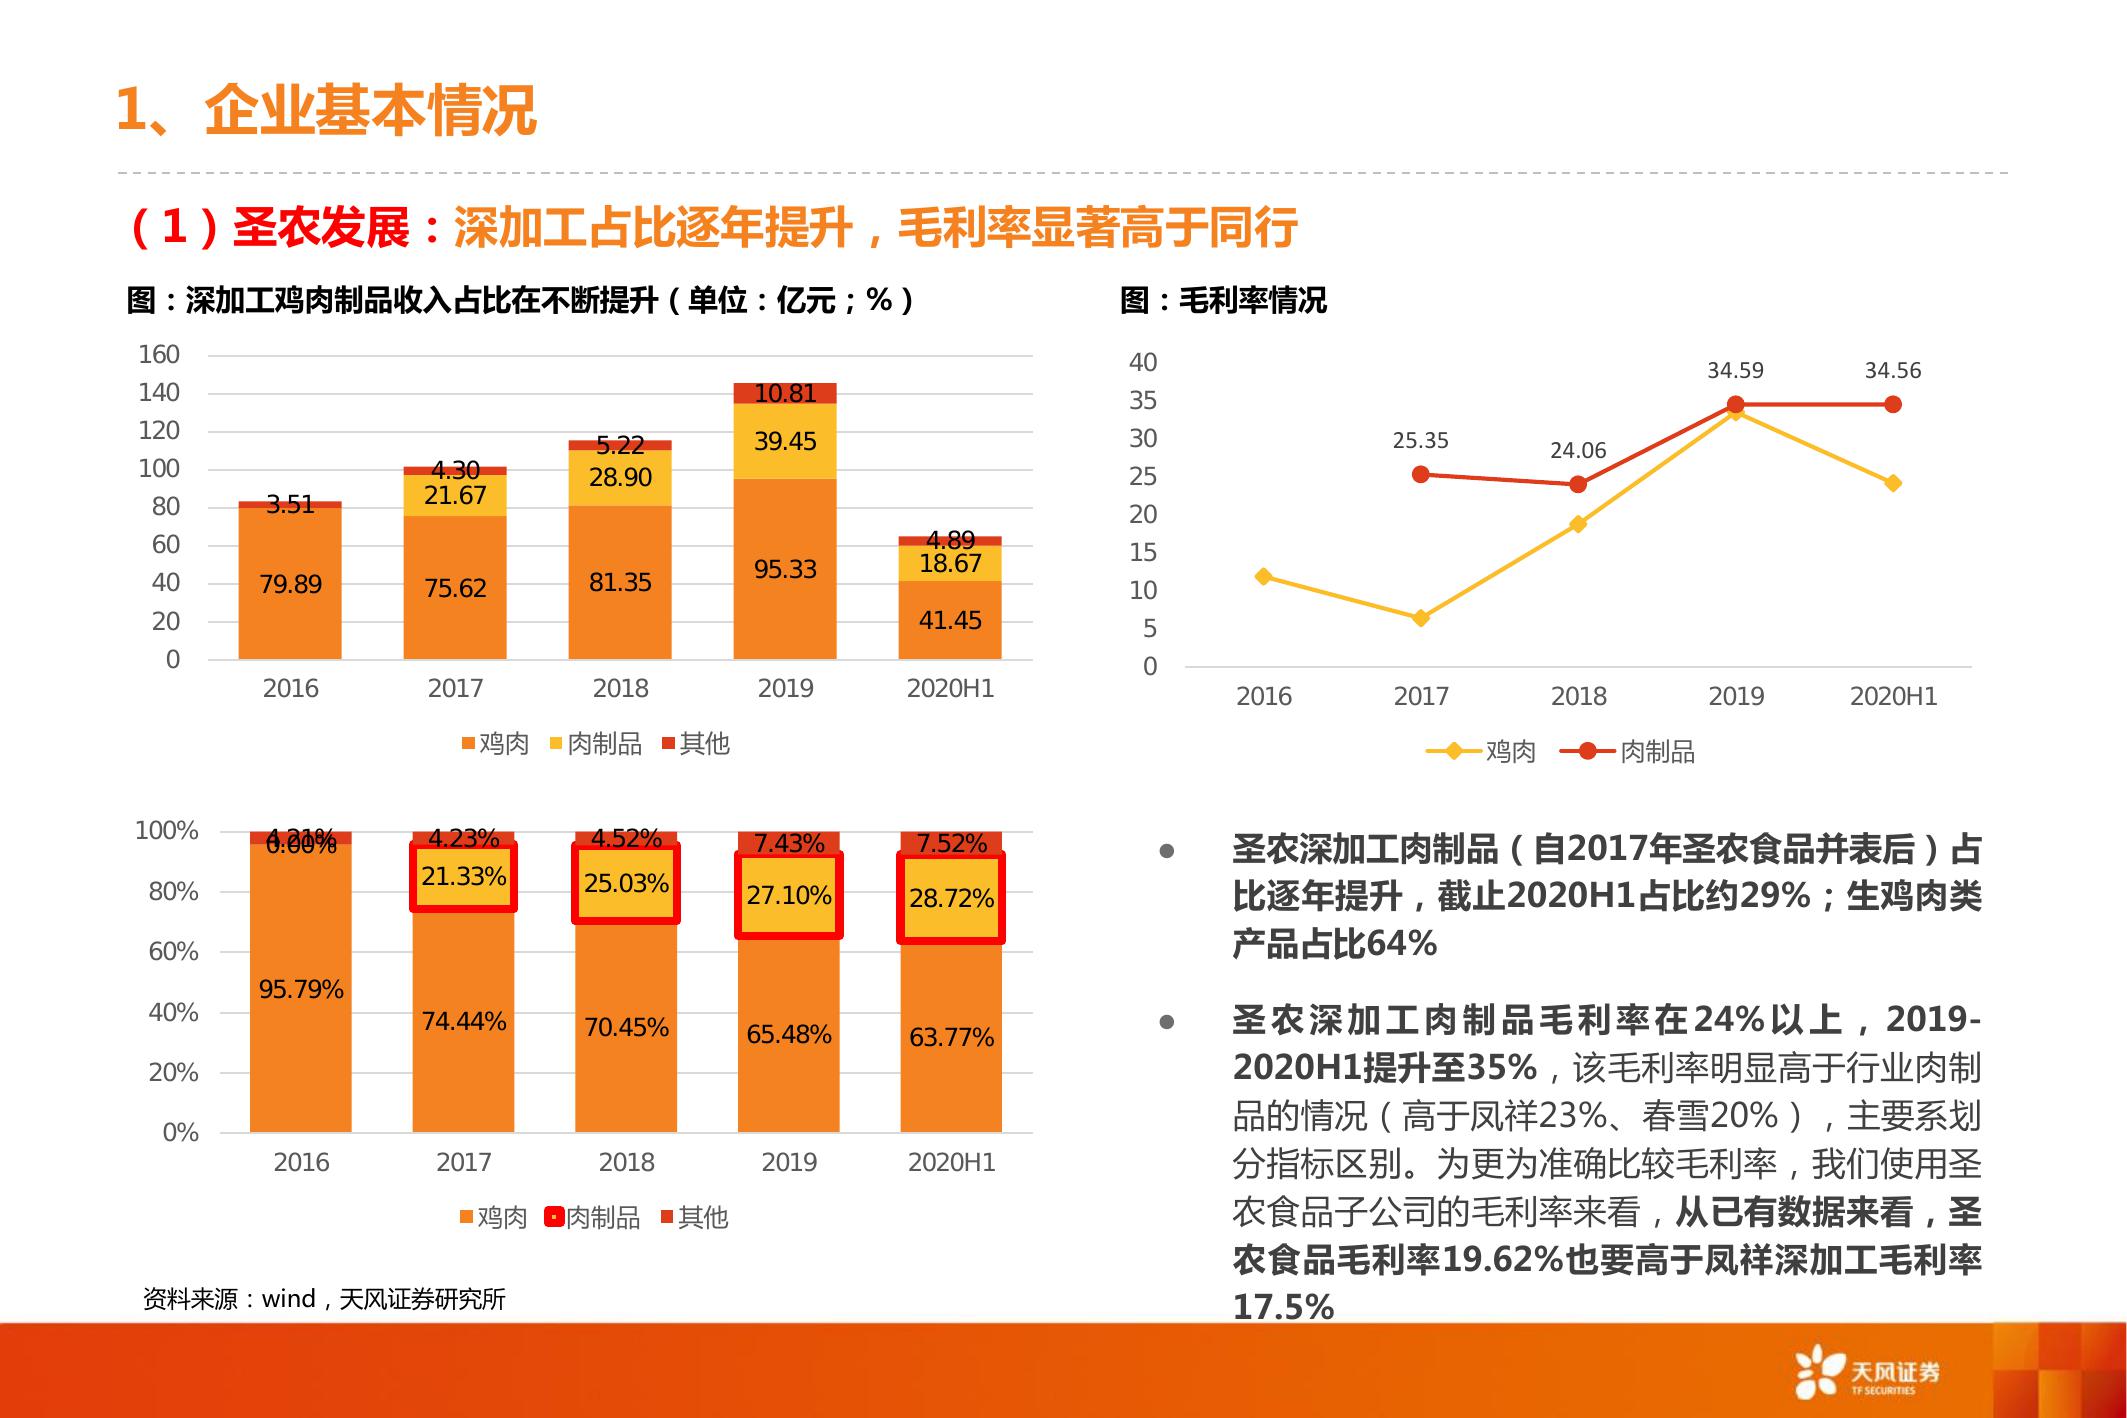 1、企业基本情况
（1）圣农发展：深加工占比逐年提升，毛利率显著高于同行
图：深加工鸡肉制品收入占比在不断提升（单位：亿元；%）
160
140
120
100
80
60
40
20
0
3.51
79.89
4.30
21.67
75.62
5.22
28.90
81.35
10.81
39.45
95.33
4.89
18.67
41.45
2016 2017 2018 2019 2020H1
鸡肉 肉制品 其他
100%
80%
60%
40%
20%
0%
4.21%
0.00%
95.79%
4.23%
21.33%
74.44%
4.52%
25.03%
70.45%
7.43%
27.10%
65.48%
7.52%
28.72%
63.77%
2016 2017 2018 2019 2020H1
鸡肉 肉制品 其他
资料来源：wind，天风证券研究所
图：毛利率情况
40
35
30
25
20
15
10
5
0
25.35
24.06
34.59
34.56
2016 2017 2018 2019 2020H1
鸡肉 肉制品
● 圣农深加工肉制品（自2017年圣农食品并表后）占
比逐年提升，截止2020H1占比约29%；生鸡肉类
产品占比64%
● 圣农深加工肉制品毛利率在24%以上，2019-
2020H1提升至35%，该毛利率明显高于行业肉制
品的情况（高于凤祥23%、春雪20%），主要系划
分指标区别。为更为准确比较毛利率，我们使用圣
农食品子公司的毛利率来看，从已有数据来看，圣
农食品毛利率19.62%也要高于凤祥深加工毛利率
17.5%
天风证券
TF SECURITIES